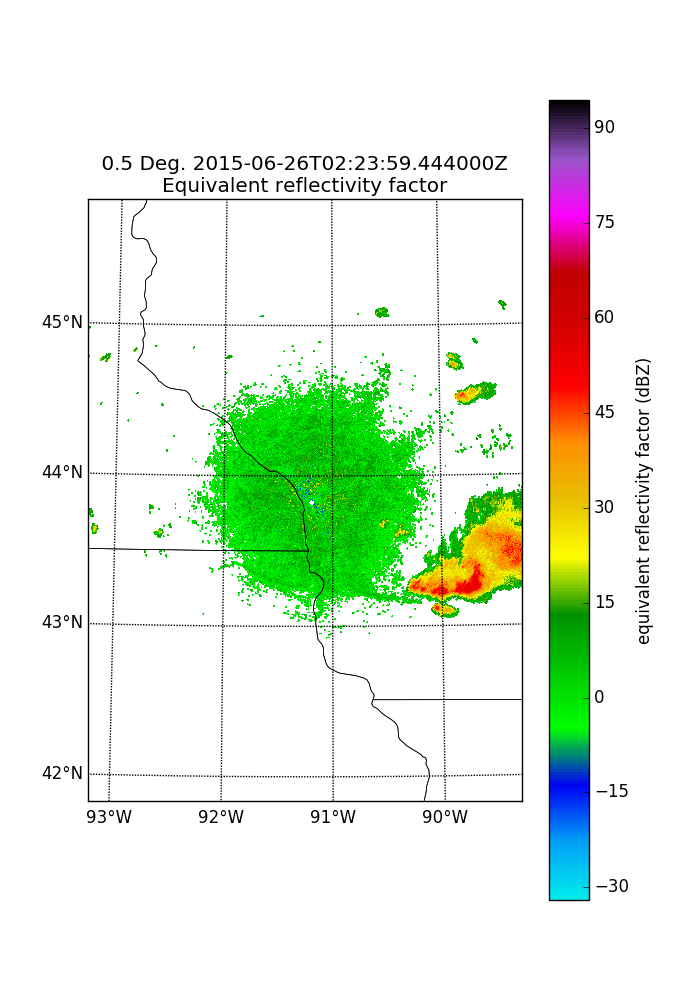 0.5 Deg. 2015-06-26T02:23:59.444000Z
Equivalent reflectivity factor
45°N
44°N
43°N
42°N
93°W
92°W
91°W
90°W
90
75
60
45
30
15
0
−15
−30
equivalent reflectivity factor (dBZ)